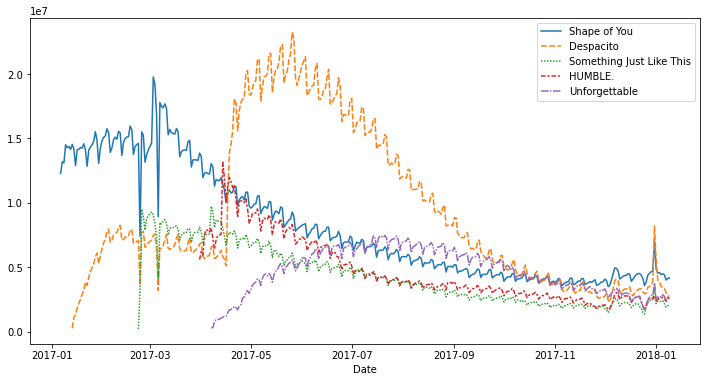 1e7
Shape of You
Despacito
Something Just Like This
HUMBLE.
Unforgettable
2.0
1.5
1.0
0.5
0.0
2017-01
2017-03
2017-05
2017-07
2017-09
2017-11
2018-01
Date